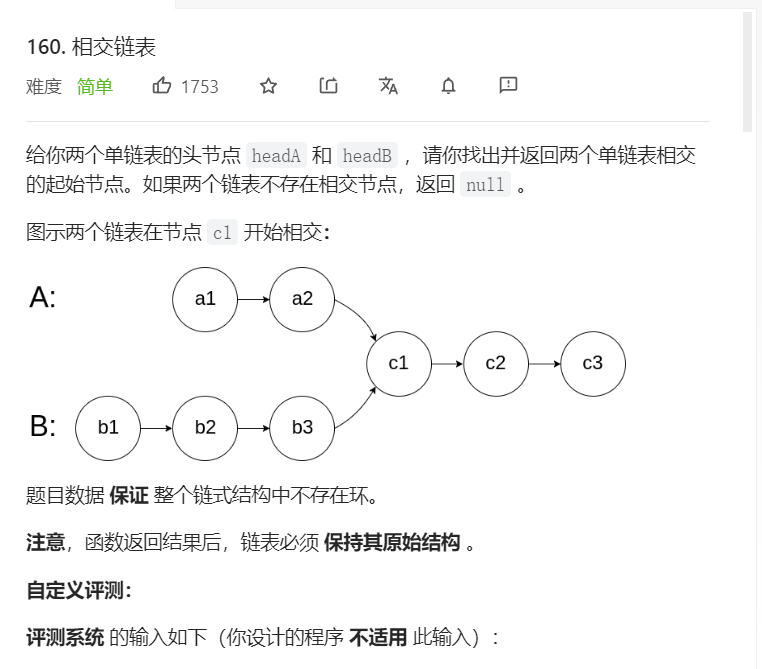 160. 相交链表
难度 简单 1753
给你两个单链表的头节点 headA 和 headB ，请你找出并返回两个单链表相交
的起始节点。如果两个链表不存在相交节点，返回 null 。
图示两个链表在节点 c1 开始相交：
A: a1 a2
c1 c2 c3
B: b1 b2 b3
题目数据 保证 整个链式结构中不存在环。
注意，函数返回结果后，链表必须 保持其原始结构 。
自定义评测：
评测系统 的输入如下（你设计的程序 不适用 此输入）：